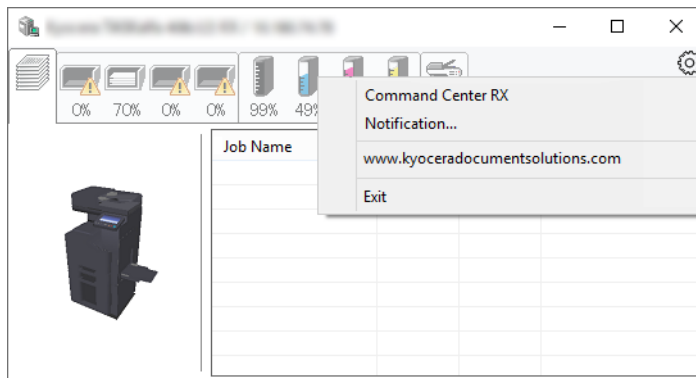 0% 70% 0% 0% 99% 49%
Command Center RX
Notification...
www.kyoceradocumentsolutions.com
Exit
Job Name